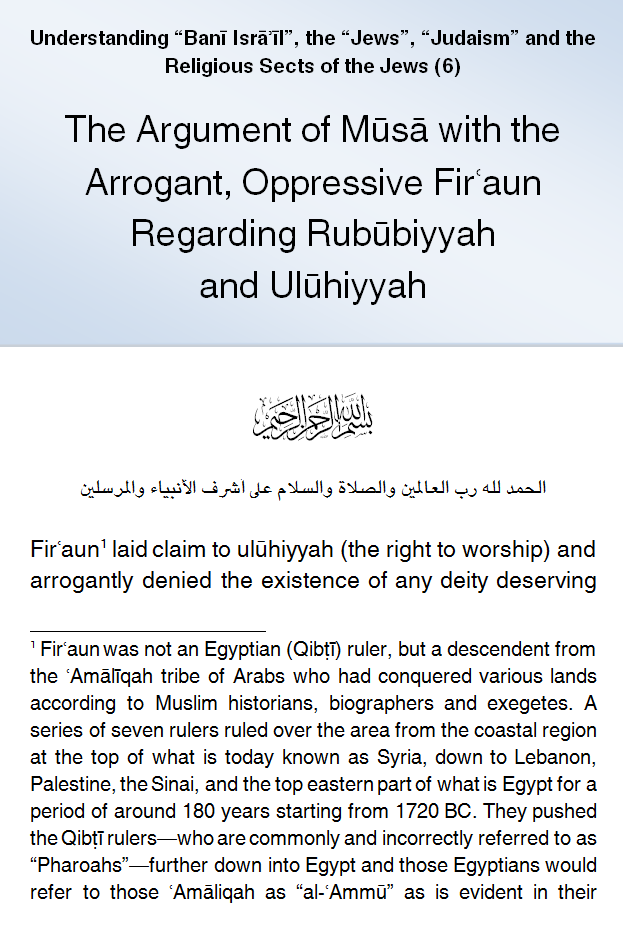 Understanding “Banī Isrāʾīl”, the “Jews”, “Judaism” and the
Religious Sects of the Jews (6)
The Argument of Mūsā with the
Arrogant, Oppressive Firʿaun
Regarding Rubūbiyyah
and Ulūhiyyah
بسم الله الرحمن الرحيم
الحمد لله رب العالمين والصلاة والسلام على اشرف الأنبياء والمرسلين
Firʿaun¹ laid claim to ulūhiyyah (the right to worship) and
arrogantly denied the existence of any deity deserving
¹ Firʿaun was not an Egyptian (Qibṭī) ruler, but a descendent from
the ʿAmālīqah tribe of Arabs who had conquered various lands
according to Muslim historians, biographers and exegetes. A
series of seven rulers ruled over the area from the coastal region
at the top of what is today known as Syria, down to Lebanon,
Palestine, the Sinai, and the top eastern part of what is Egypt for a
period of around 180 years starting from 1720 BC. They pushed
the Qibṭī rulers—who are commonly and incorrectly referred to as
“Pharoahs”—further down into Egypt and those Egyptians would
refer to those ʿAmāliqah as “al-ʿAmmū” as is evident in their